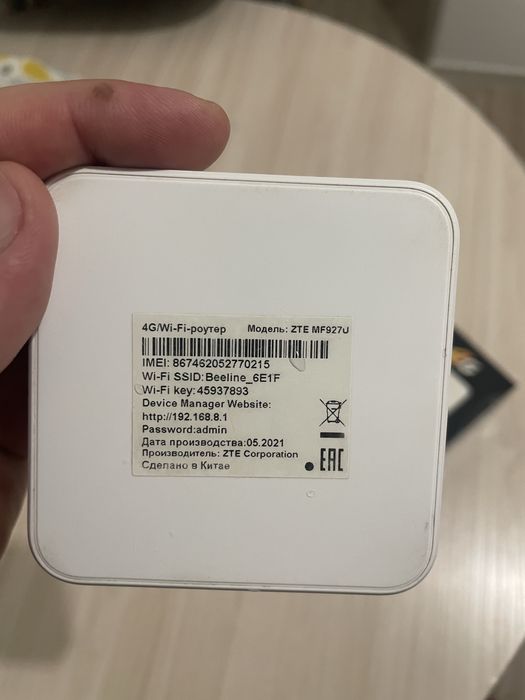 4G/Wi-Fi-роутер Модель: ZTE MF927U
IMEI: 867462052770215
Wi-Fi SSID:Beeline_6E1F
Wi-Fi key:45937893
Device Manager Website:
http://192.168.8.1
Password:admin
Дата производства:05.2021
Производитель: ZTE Corporation
Сделано в Китае
EAC